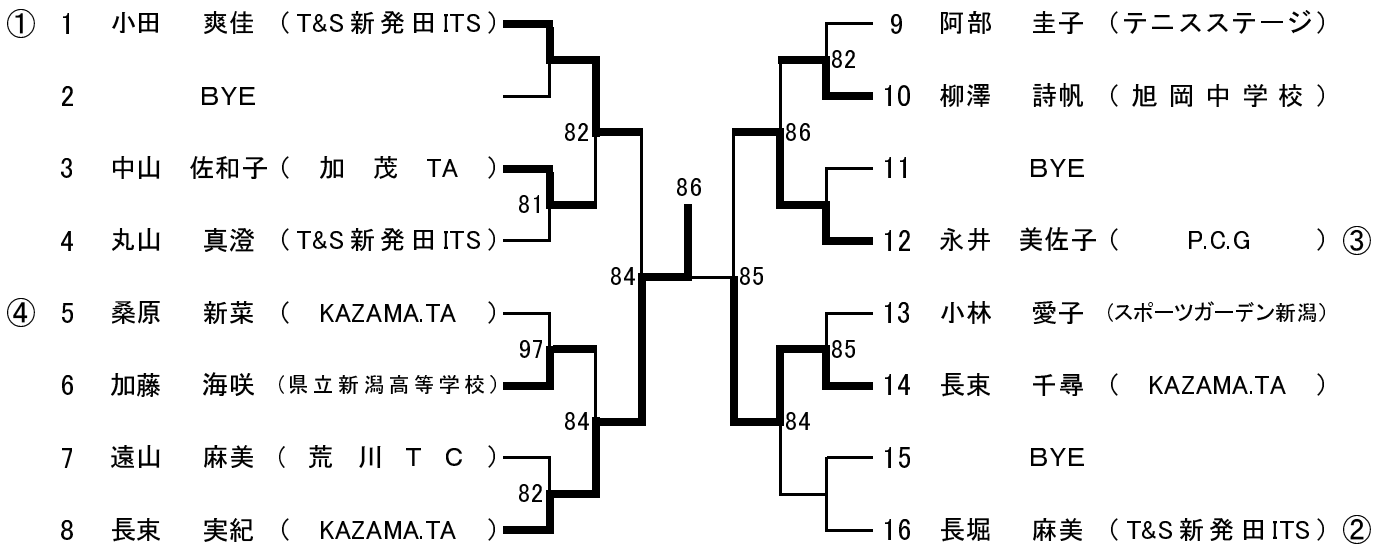 ① 1 小田 爽佳 (T&S新発田ITS)
2 BYE
82
3 中山 佐和子 ( 加 茂 TA )
81
4 丸山 真澄 (T&S新発田ITS)
84
④ 5 桑原 新菜 ( KAZAMA.TA )
97
6 加藤 海咲 (県立新潟高等学校)
84
7 遠山 麻美 ( 荒 川 T C )
82
8 長束 実紀 ( KAZAMA.TA )
86
9 阿部 圭子 (テニスステージ)
82
10 柳澤 詩帆 ( 旭 岡 中 学 校 )
86
11 BYE
12 永井 美佐子 ( P.C.G ) ③
85
13 小林 愛子 (スポーツガーデン新潟)
85
14 長束 千尋 ( KAZAMA.TA )
84
15 BYE
16 長堀 麻美 (T&S新発田ITS) ②